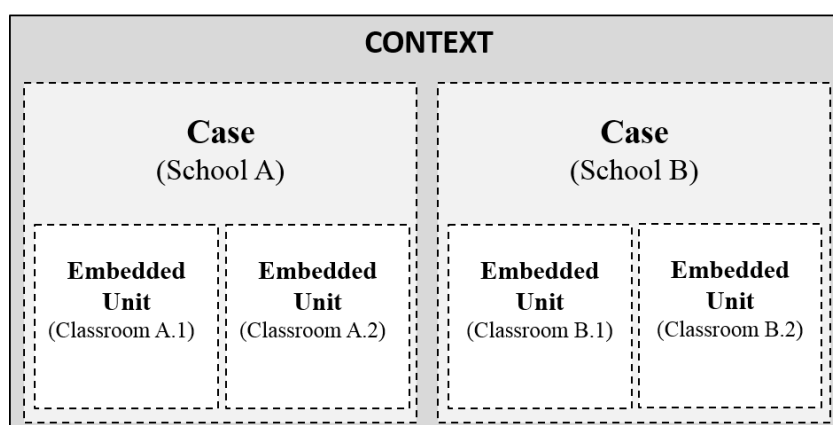 CONTEXT
Case
(School A)
Embedded
Unit
(Classroom A.1)
Embedded
Unit
(Classroom A.2)
Case
(School B)
Embedded
Unit
(Classroom B.1)
Embedded
Unit
(Classroom B.2)